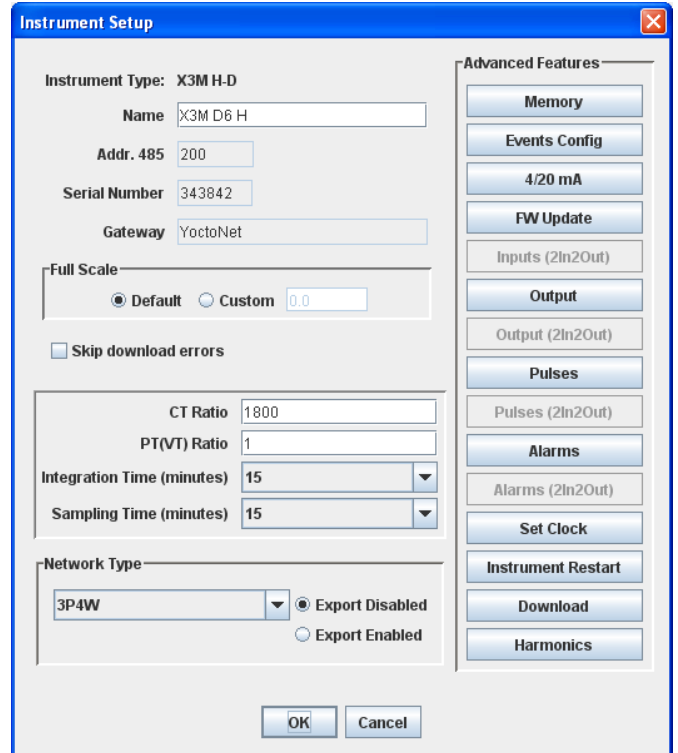 Instrument Setup
Instrument Type: X3M H-D
Name X3M D6 H
Addr. 485 200
Serial Number 343842
Gateway YoctoNet
Full Scale
Default Custom 0.0
Skip download errors
CT Ratio 1800
PT(VT) Ratio 1
Integration Time (minutes) 15
Sampling Time (minutes) 15
Network Type
3P4W Export Disabled
Export Enabled
Advanced Features
Memory
Events Config
4/20 mA
FW Update
Inputs (2In2Out)
Output
Output (2In2Out)
Pulses
Pulses (2In2Out)
Alarms
Alarms (2In2Out)
Set Clock
Instrument Restart
Download
Harmonics
OK Cancel